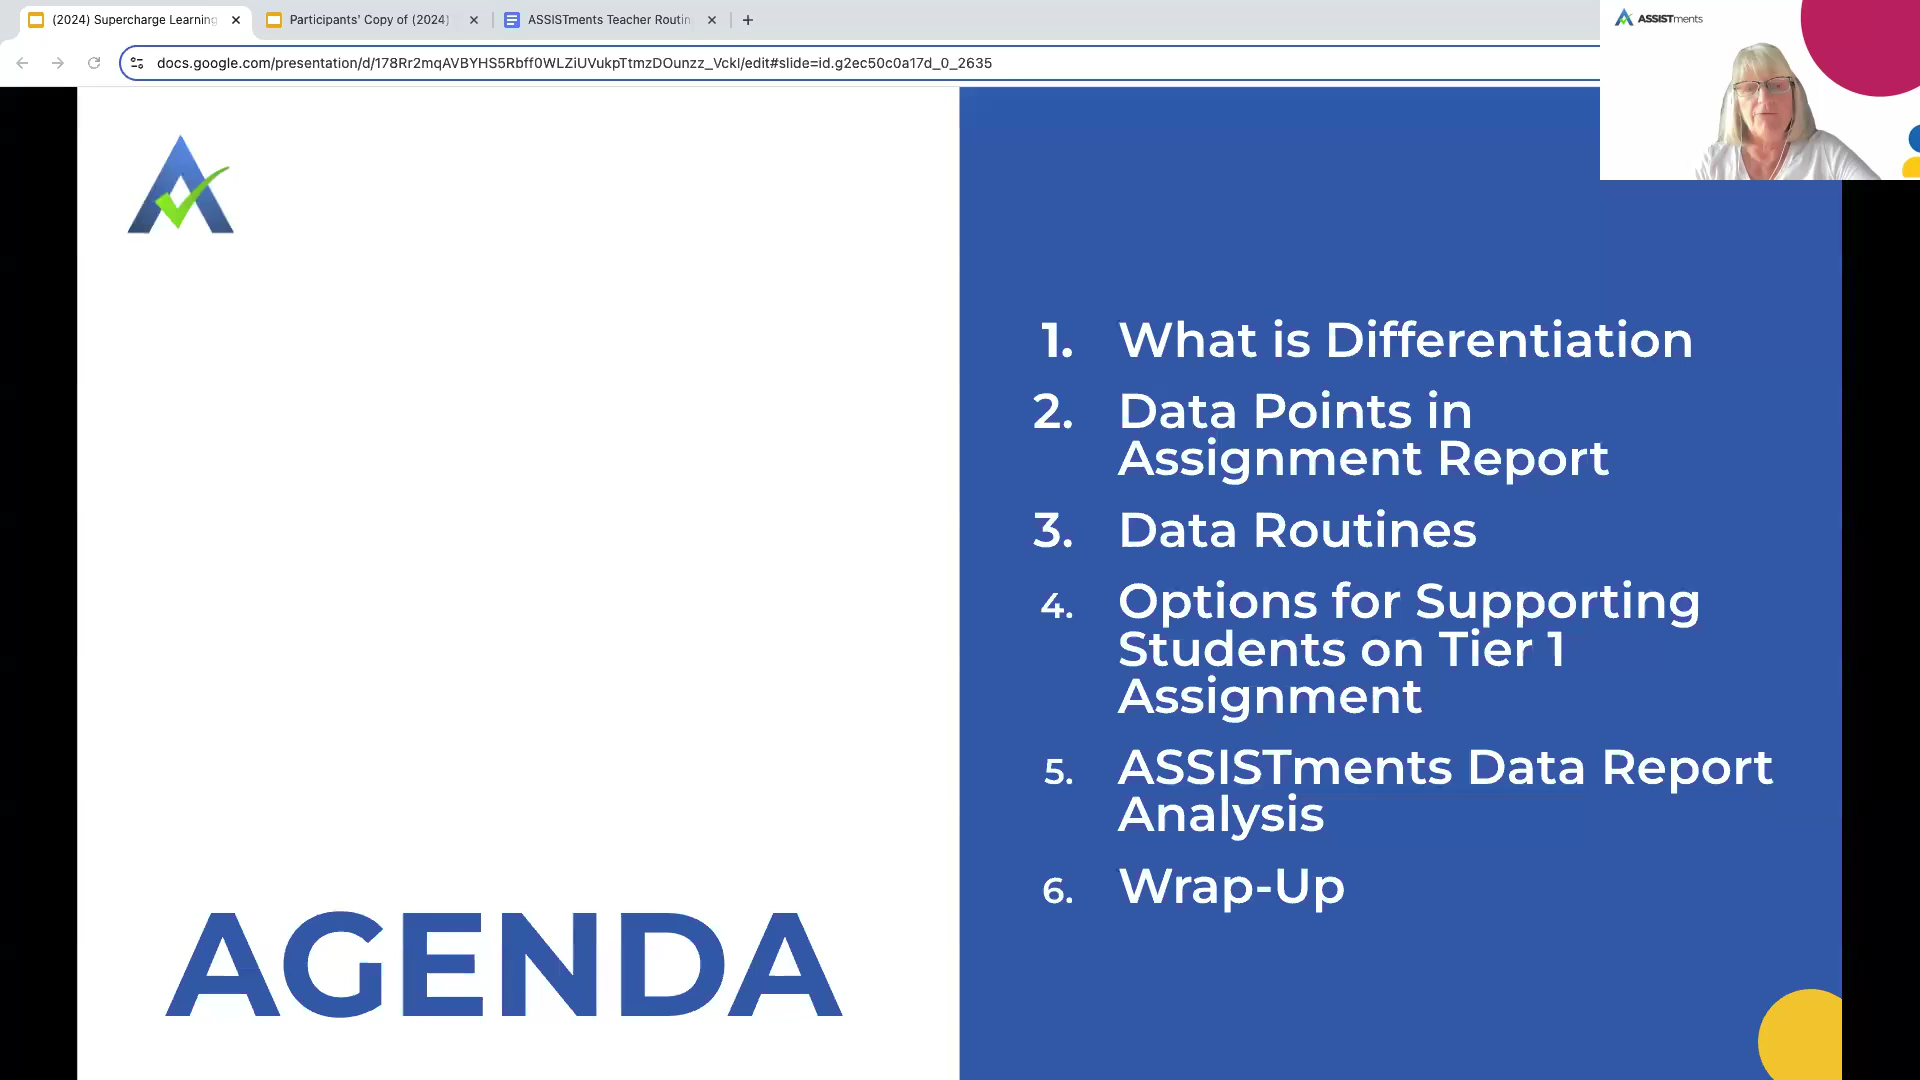 (2024) Supercharge Learning
Participants' Copy of (2024)
ASSISTments Teacher Routin
docs.google.com/presentation/d/178Rr2mqAVBYHS5Rbff0WLZiUVukpTtmzDOunzz_VckI/edit#slide=id.g2ec50c0a17d_0_2635
ASSISTments
1. What is Differentiation
2. Data Points in
Assignment Report
3. Data Routines
4. Options for Supporting
Students on Tier 1
Assignment
5. ASSISTments Data Report
Analysis
6. Wrap-Up
AGENDA